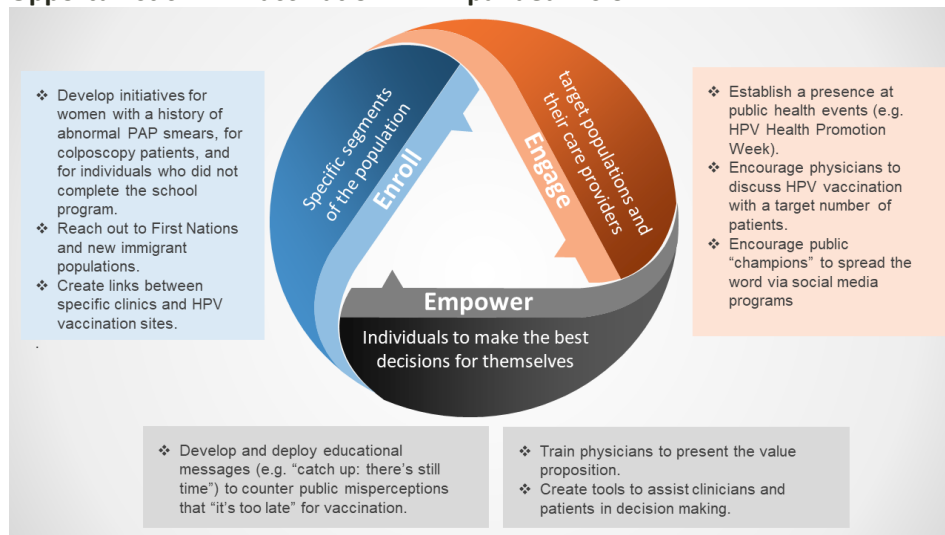 ❖ Develop initiatives for
women with a history of
abnormal PAP smears, for
colposcopy patients, and
for individuals who did not
complete the school
program.
❖ Reach out to First Nations
and new immigrant
populations.
❖ Create links between
specific clinics and HPV
vaccination sites.
.
Specific segments
of the population
Enroll
target populations and
their care providers
Engage
Empower
Individuals to make the best
decisions for themselves
❖ Establish a presence at
public health events (e.g.
HPV Health Promotion
Week).
❖ Encourage physicians to
discuss HPV vaccination
with a target number of
patients.
❖ Encourage public
“champions” to spread the
word via social media
programs
❖ Develop and deploy educational
messages (e.g. “catch up: there’s still
time”) to counter public misperceptions
that “it’s too late” for vaccination.
❖ Train physicians to present the value
proposition.
❖ Create tools to assist clinicians and
patients in decision making.